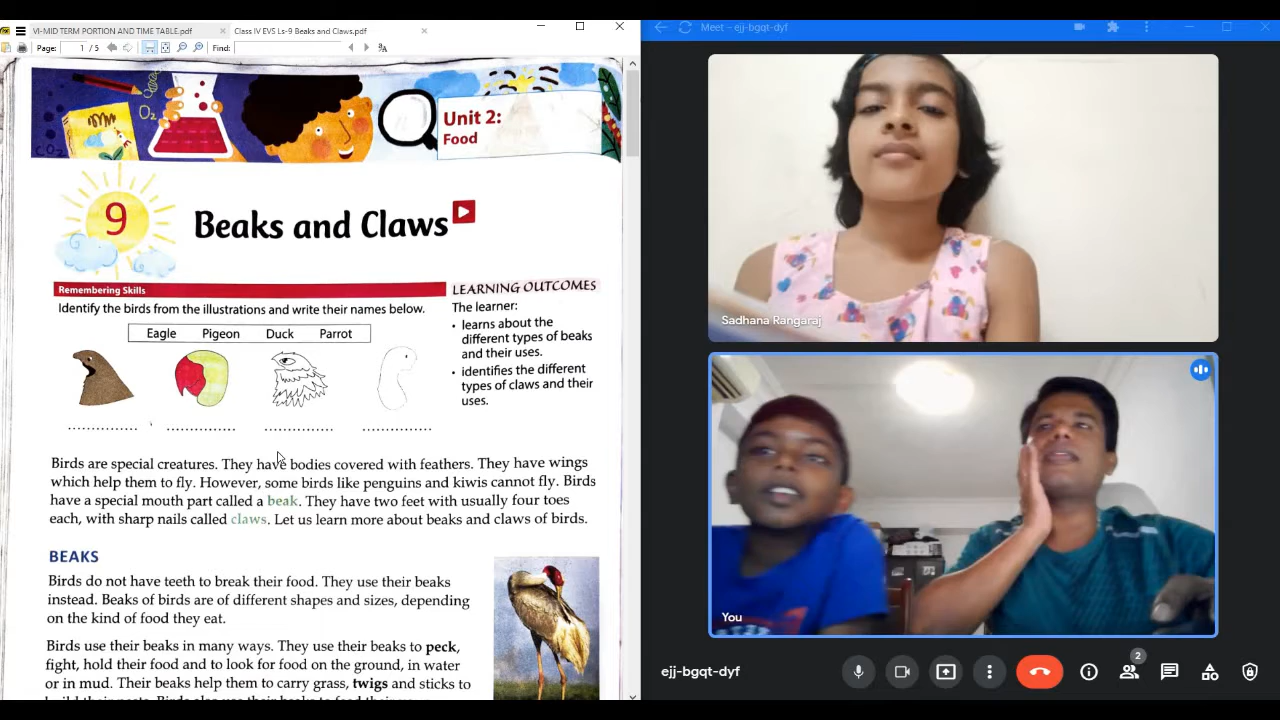 VI-MID TERM PORTION AND TIME TABLE.pdf
Class IV EVS Ls-9 Beaks and Claws.pdf
Page: 1 / 5 Find:
O2
CO2
Unit 2:
Food
9
Beaks and Claws
Remembering Skills
Identify the birds from the illustrations and write their names below.
Eagle Pigeon Duck Parrot
LEARNING OUTCOMES
The learner:
• learns about the
different types of beaks
and their uses.
• identifies the different
types of claws and their
uses.
Birds are special creatures. They have bodies covered with feathers. They have wings
which help them to fly. However, some birds like penguins and kiwis cannot fly. Birds
have a special mouth part called a beak. They have two feet with usually four toes
each, with sharp nails called claws. Let us learn more about beaks and claws of birds.
BEAKS
Birds do not have teeth to break their food. They use their beaks
instead. Beaks of birds are of different shapes and sizes, depending
on the kind of food they eat.
Birds use their beaks in many ways. They use their beaks to peck,
fight, hold their food and to look for food on the ground, in water
or in mud. Their beaks help them to carry grass, twigs and sticks to
Meet – ejj-bgqt-dyf
Sadhana Rangaraj
You
ejj-bgqt-dyf
2